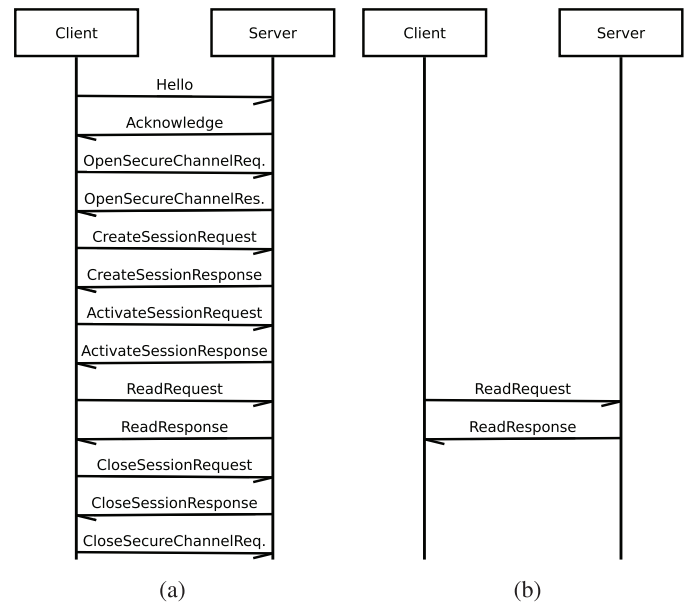 Client
Server
Hello
Acknowledge
OpenSecureChannelReq.
OpenSecureChannelRes.
CreateSessionRequest
CreateSessionResponse
ActivateSessionRequest
ActivateSessionResponse
ReadRequest
ReadResponse
CloseSessionRequest
CloseSessionResponse
CloseSecureChannelReq.
(a)
Client
Server
ReadRequest
ReadResponse
(b)